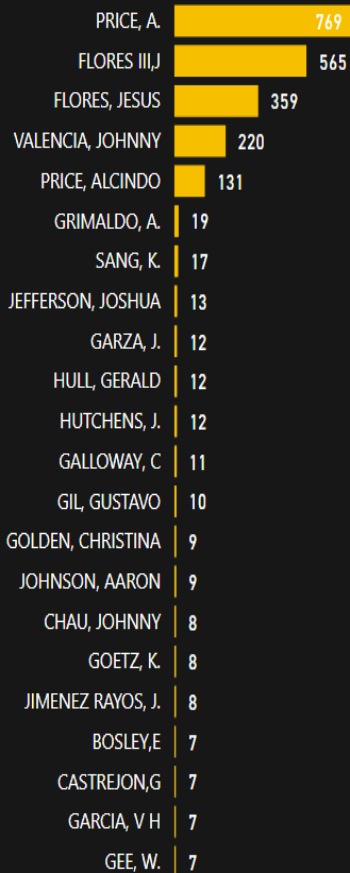 PRICE, A. 769
FLORES III,J 565
FLORES, JESUS 359
VALENCIA, JOHNNY 220
PRICE, ALCINDO 131
GRIMALDO, A. 19
SANG, K. 17
JEFFERSON, JOSHUA 13
GARZA, J. 12
HULL, GERALD 12
HUTCHENS, J. 12
GALLOWAY, C 11
GIL, GUSTAVO 10
GOLDEN, CHRISTINA 9
JOHNSON, AARON 9
CHAU, JOHNNY 8
GOETZ, K. 8
JIMENEZ RAYOS, J. 8
BOSLEY,E 7
CASTREJON,G 7
GARCIA, V H 7
GEE, W. 7